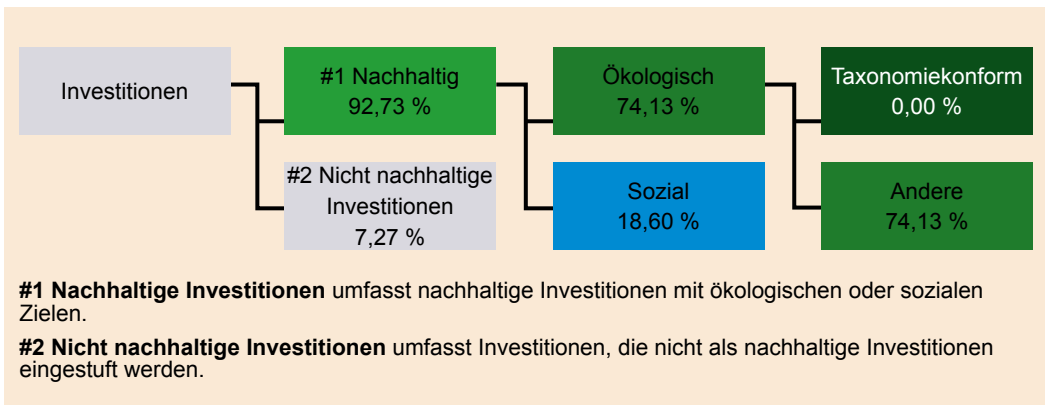 Investitionen
#1 Nachhaltig
92,73 %
Ökologisch
74,13 %
Taxonomiekonform
0,00 %
#2 Nicht nachhaltige
Investitionen
7,27 %
Sozial
18,60 %
Andere
74,13 %
#1 Nachhaltige Investitionen umfasst nachhaltige Investitionen mit ökologischen oder sozialen
Zielen.
#2 Nicht nachhaltige Investitionen umfasst Investitionen, die nicht als nachhaltige Investitionen
eingestuft werden.